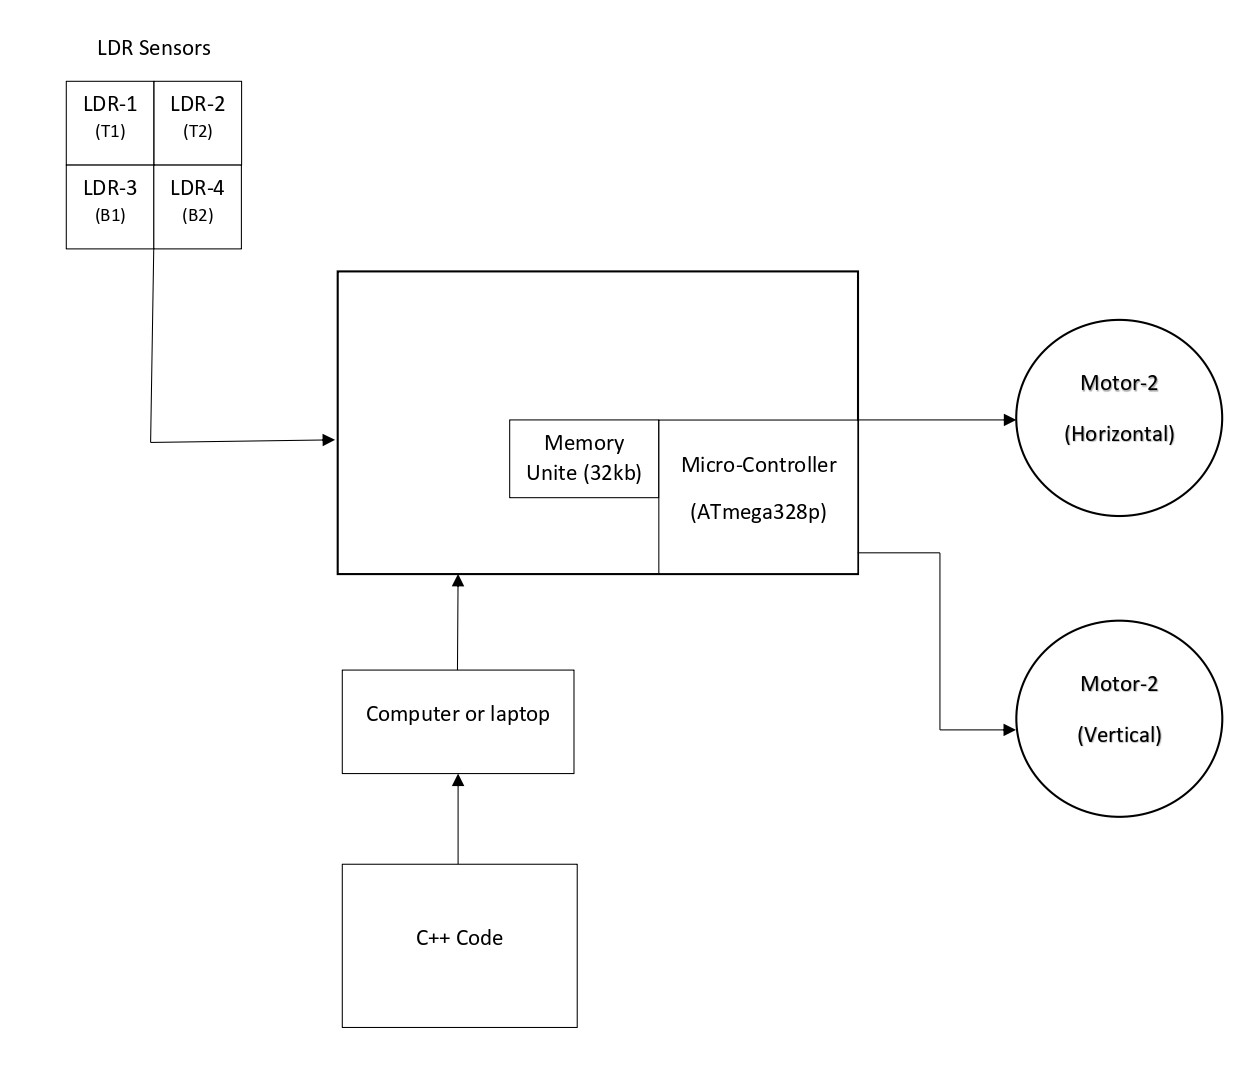 LDR Sensors
LDR-1
(T1)
LDR-2
(T2)
LDR-3
(B1)
LDR-4
(B2)
Memory
Unite (32kb)
Micro-Controller
(ATmega328p)
Motor-2
(Horizontal)
Motor-2
(Vertical)
Computer or laptop
C++ Code